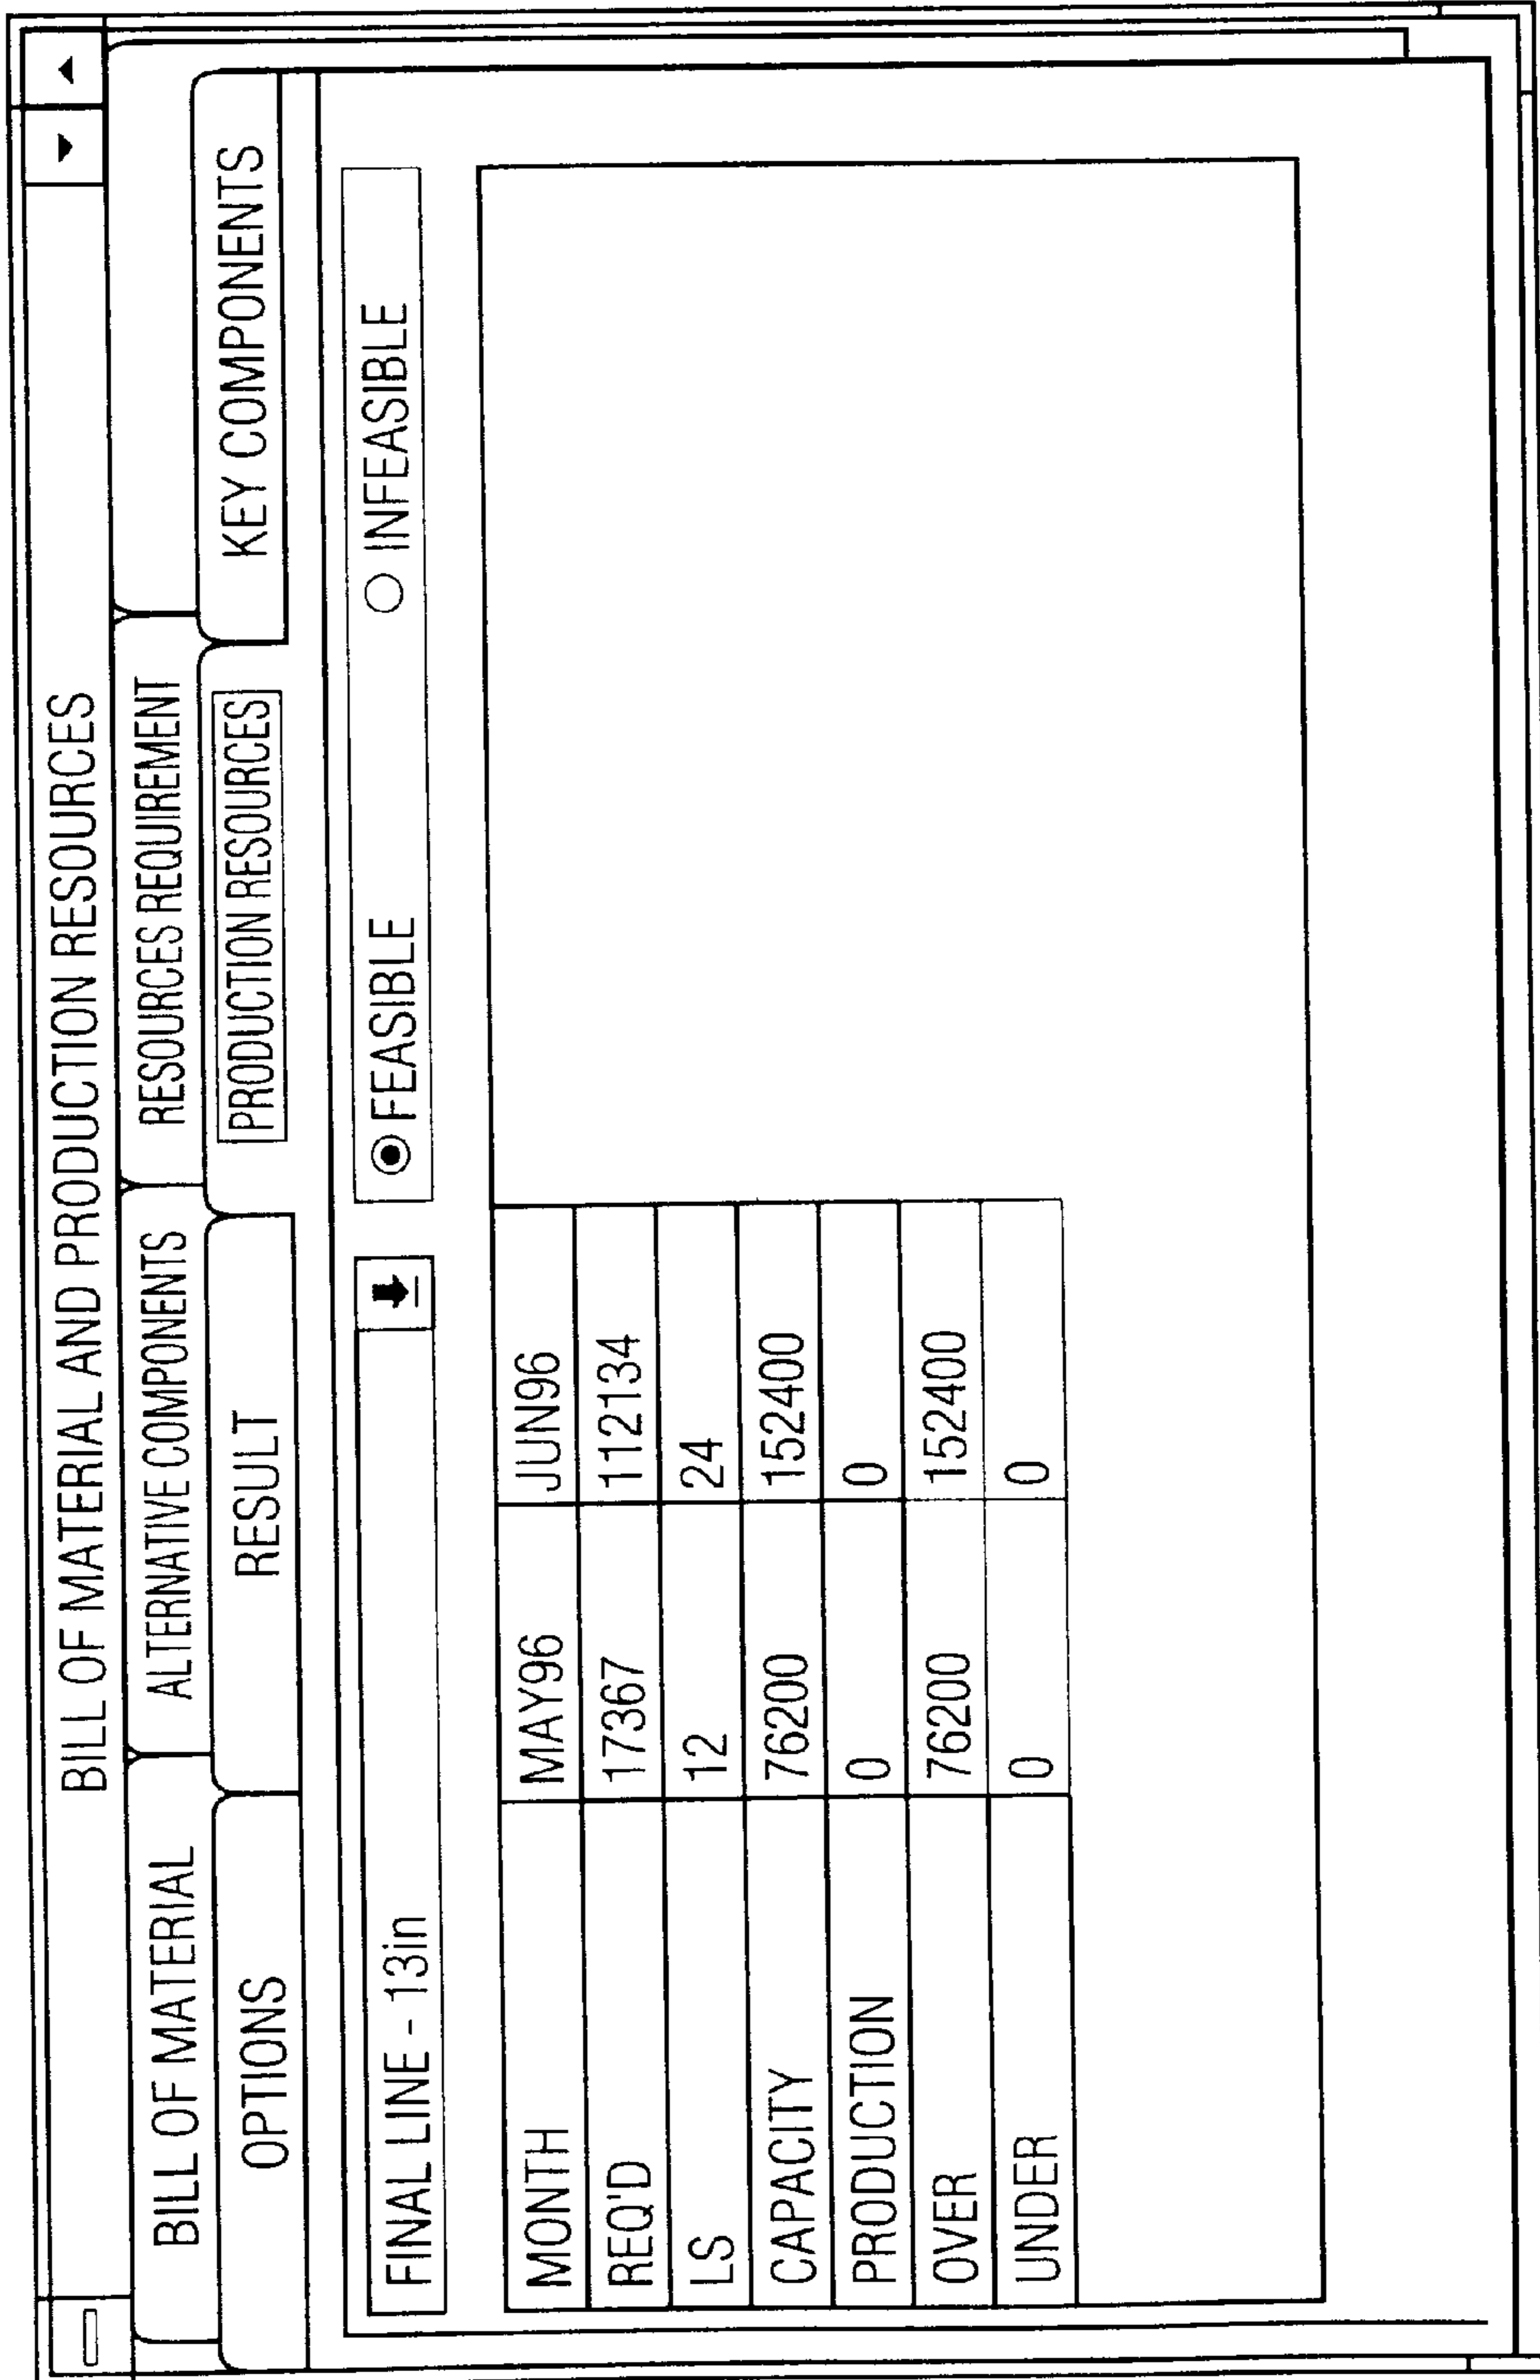 BILL OF MATERIAL AND PRODUCTION RESOURCES
BILL OF MATERIAL ALTERNATIVE COMPONENTS RESOURCES REQUIREMENT
OPTIONS RESULT PRODUCTION RESOURCES KEY COMPONENTS
FINAL LINE - 13in FEASIBLE INFEASIBLE
MONTH MAY96 JUN96
REQ'D 17367 112134
LS 12 24
CAPACITY 76200 152400
PRODUCTION 0 0
OVER 76200 152400
UNDER 0 0